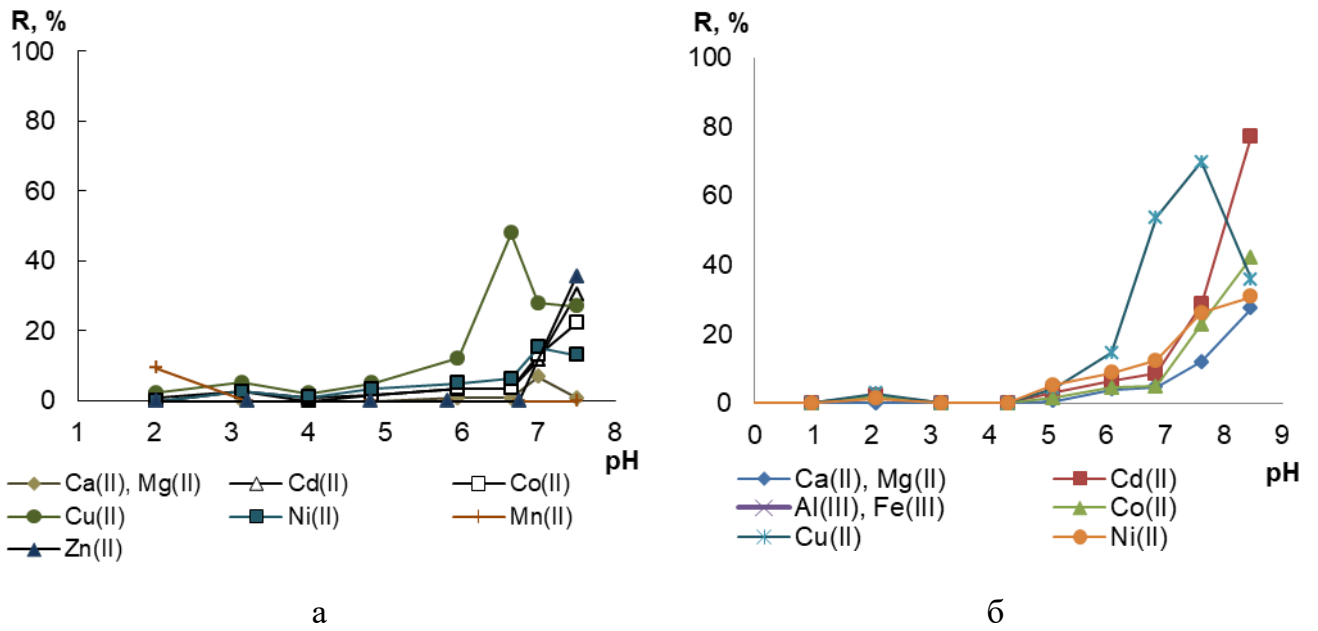 R, %
100
80
60
40
20
0
1 2 3 4 5 6 7 8
pH
Ca(II), Mg(II) Cd(II) Co(II)
Cu(II) Ni(II) Mn(II)
Zn(II)
а
R, %
100
80
60
40
20
0
0 1 2 3 4 5 6 7 8 9
pH
Ca(II), Mg(II) Cd(II)
Al(III), Fe(III) Co(II)
Cu(II) Ni(II)
б